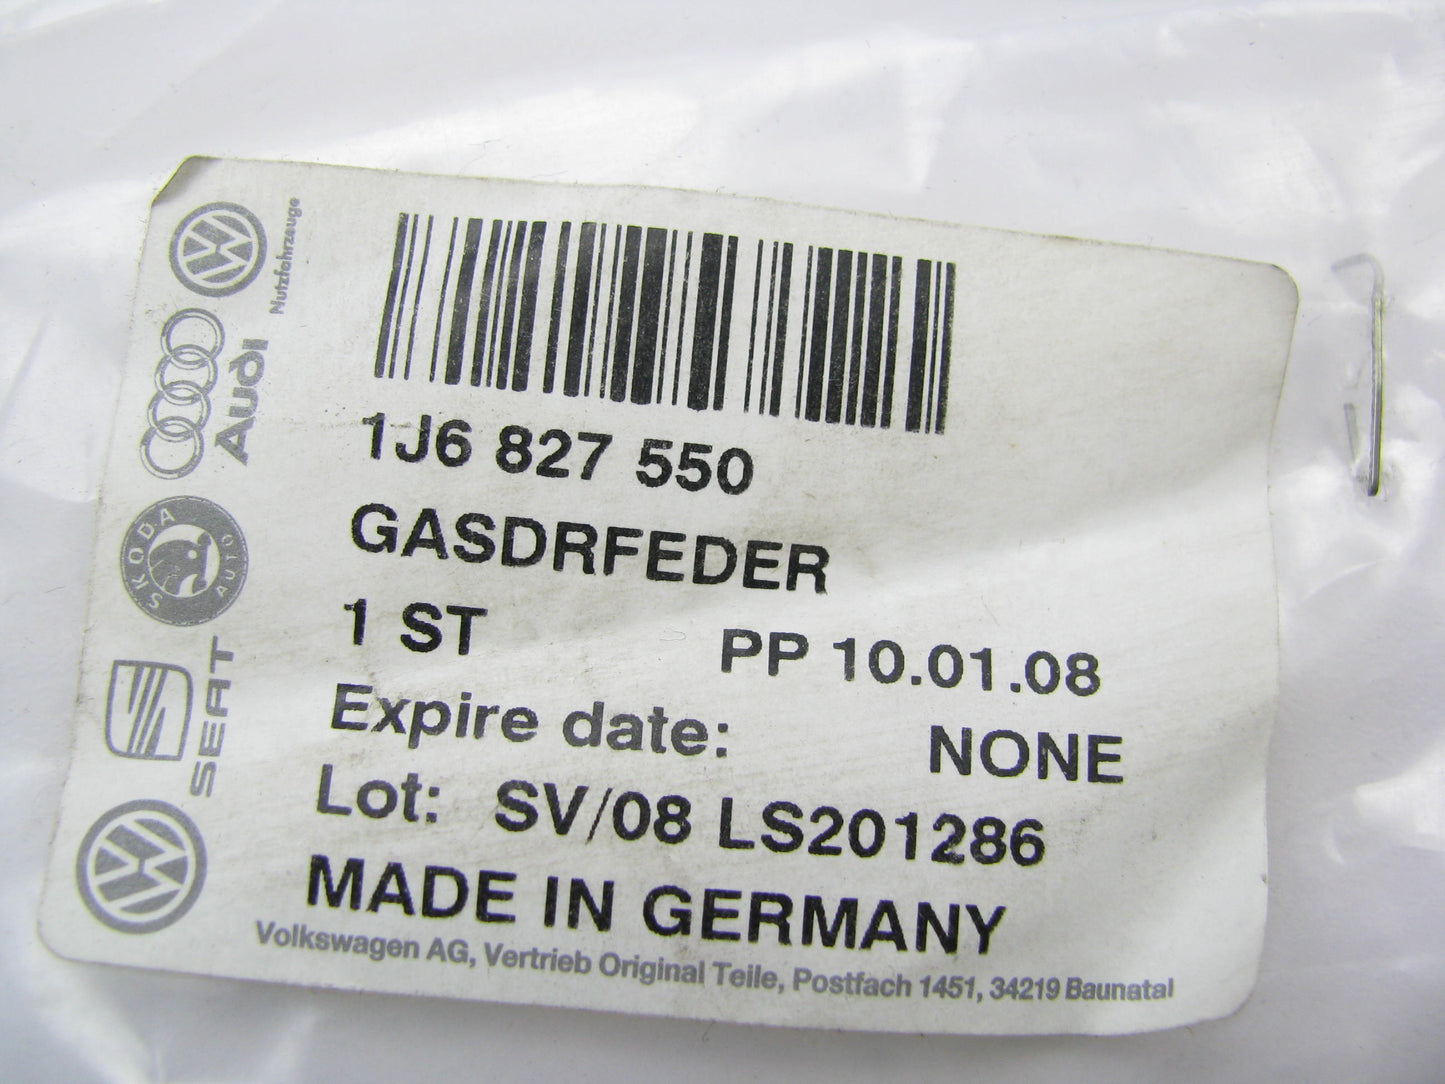 Nutzfahrzeuge
Audi
SKODA
AUTO
SEAT
1J6 827 550
GASDRFEDER
1 ST PP 10.01.08
Expire date: NONE
Lot: SV/08 LS201286
MADE IN GERMANY
Volkswagen AG, Vertrieb Original Teile, Postfach 1451, 34219 Baunatal